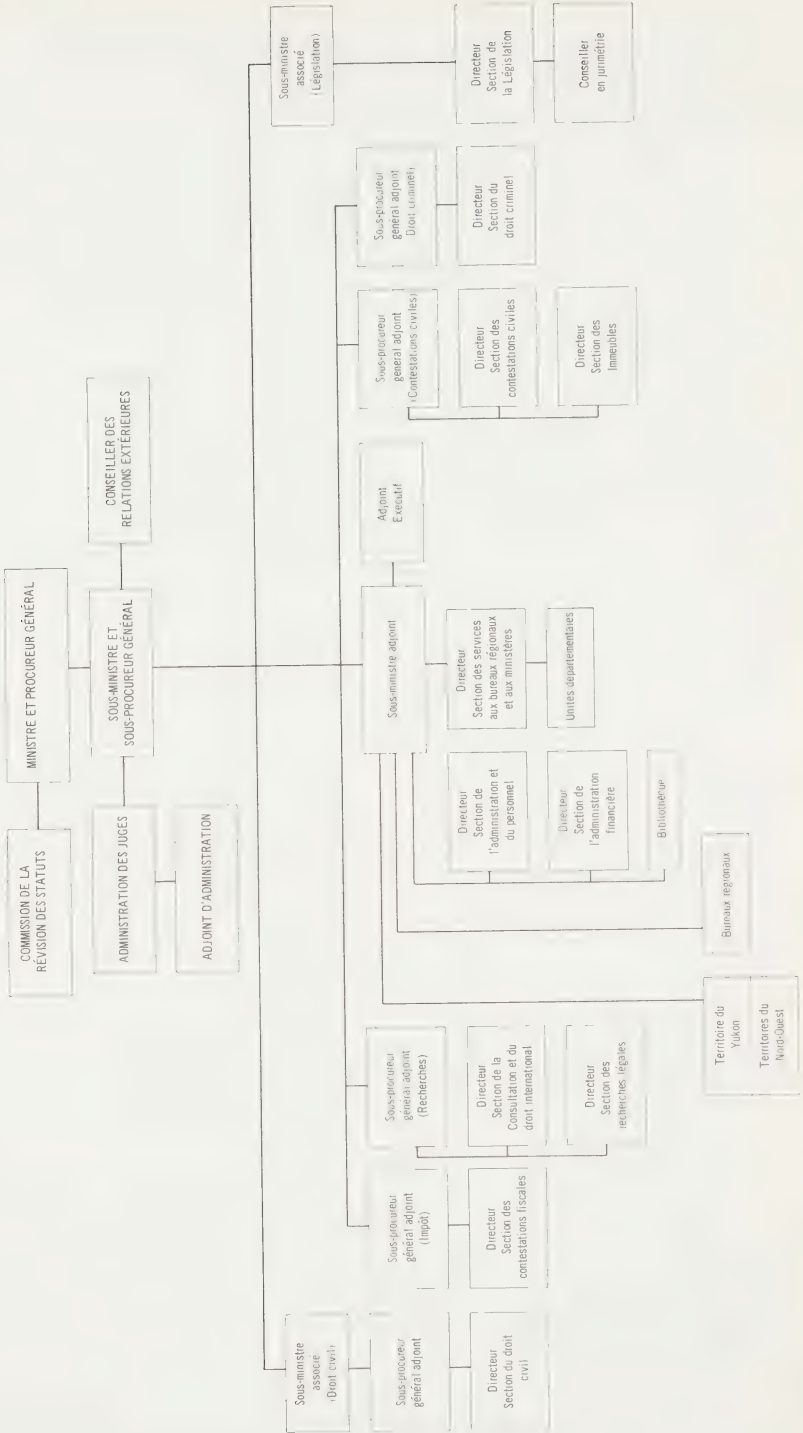 MINISTRE ET PROCUREUR GÉNÉRAL
COMMISSION DE LA
RÉVISION DES STATUTS
SOUS-MINISTRE ET
SOUS-PROCUREUR GÉNÉRAL
CONSEILLER DES
RELATIONS EXTÉRIEURES
ADMINISTRATION DES JUGES
ADJOINT D'ADMINISTRATION
Sous-ministre
associé
(Droit civil)
Sous-procureur
général adjoint
Directeur
Section du droit
civil
Sous-procureur
général adjoint
(Impôt)
Directeur
Section des
contestations fiscales
Sous-procureur
général adjoint
(Recherches)
Directeur
Section de la
Consultation et du
droit international
Directeur
Section des
recherches légales
Territoire du
Yukon
Territoires du
Nord-Ouest
Bureaux régionaux
Sous-ministre adjoint
Adjoint
Executif
Directeur
Section de
l'administration et
du personnel
Directeur
Section de
l'administration
financière
Bibliothèque
Directeur
Section des services
aux bureaux régionaux
et aux ministères
Unites departementales
Sous-procureur
général adjoint
(Contestations civiles)
Directeur
Section des
contestations civiles
Directeur
Section des
Immeubles
Sous-procureur
général adjoint
Droit criminel)
Directeur
Section du
droit criminel
Sous-ministre
associé
(Législation)
Directeur
Section de
la Législation
Conseiller
en jurimétrie